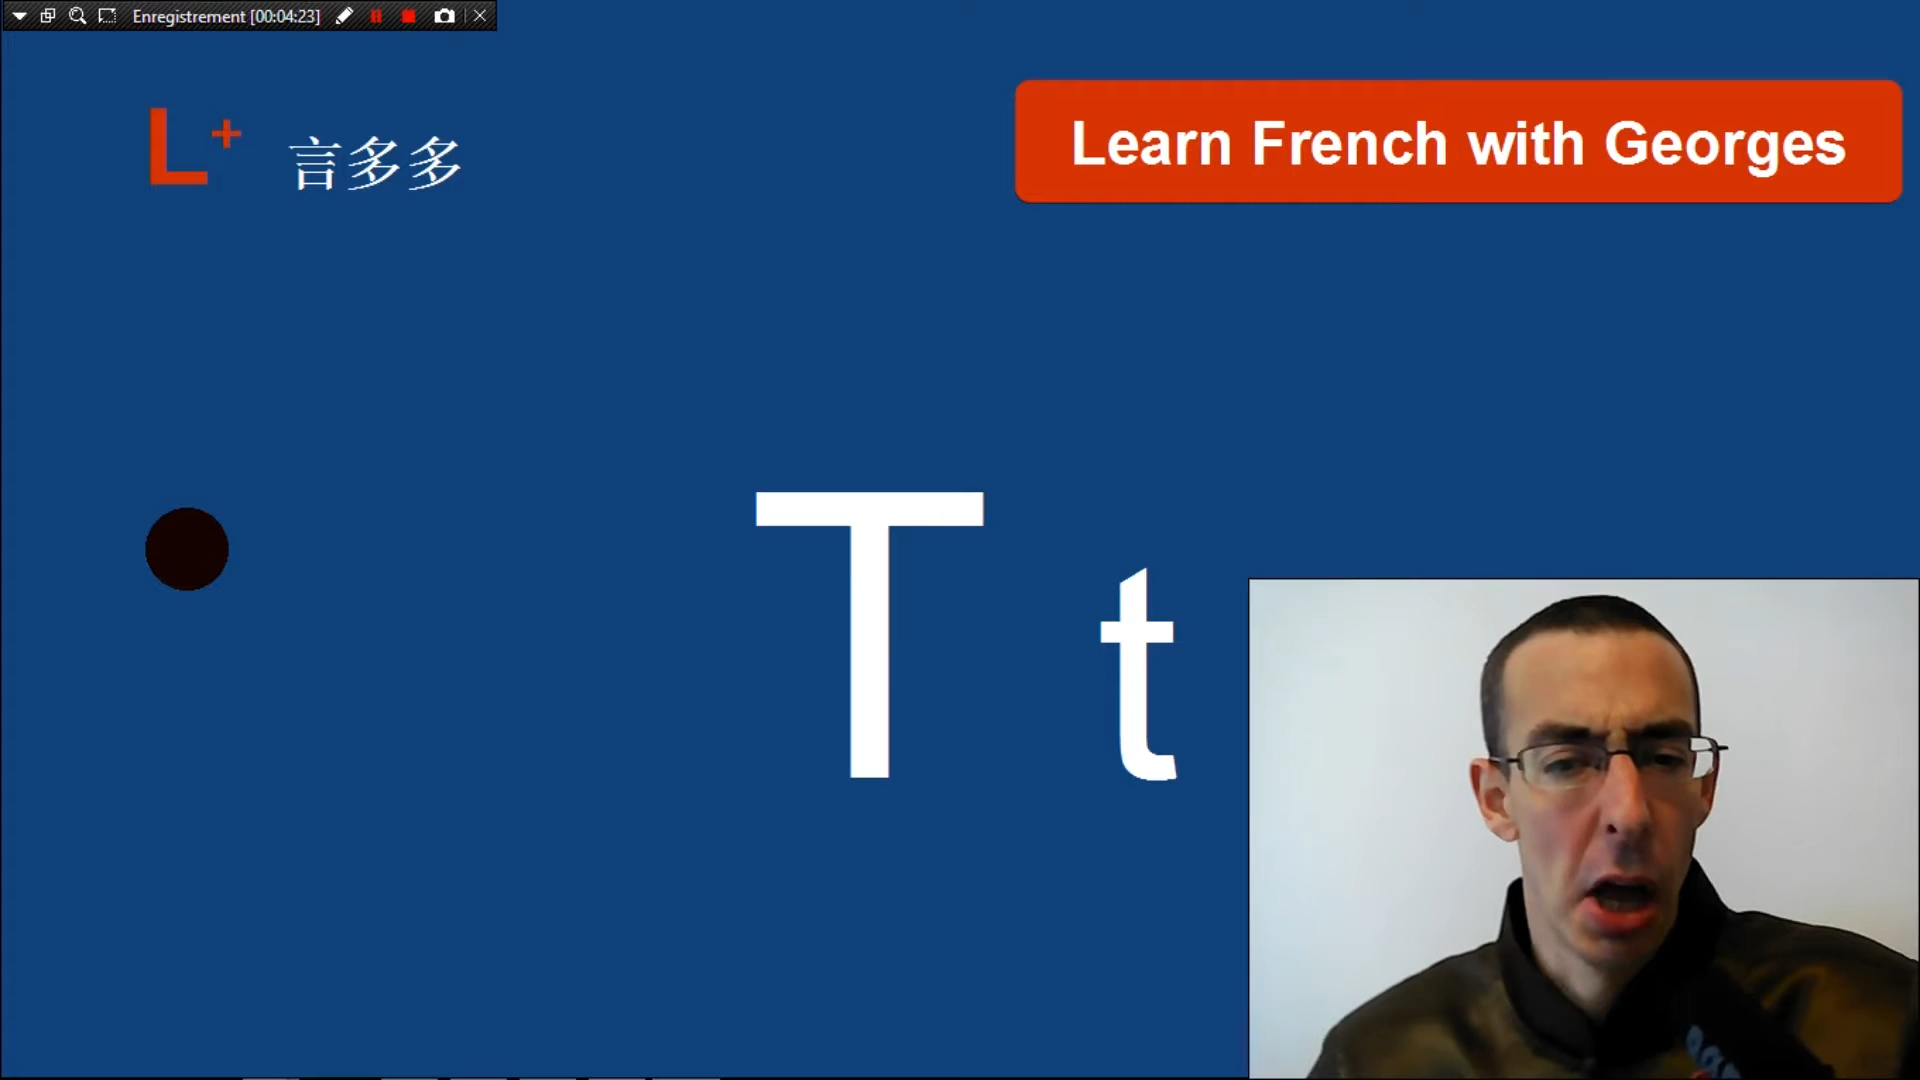 Enregistrement [00:04:23]
L+ 言多多
Learn French with Georges
T t